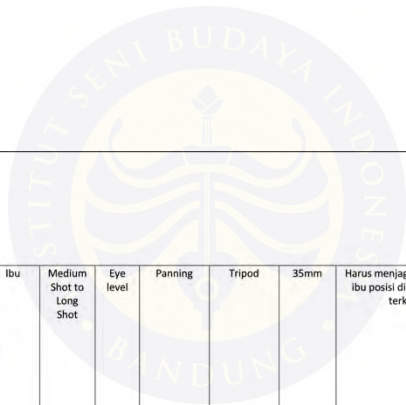 INSTITUT SENI BUDAYA INDONESIA
BANDUNG
Ibu
Medium
Shot to
Long
Shot
Eye
level
Panning
Tripod
35mm
Harus menjag
ibu posisi di
terk